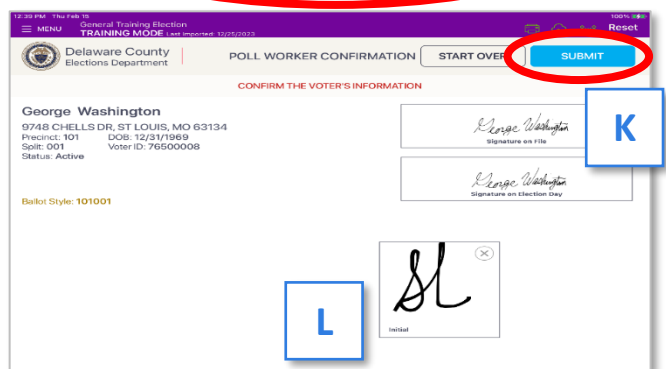 12:39 PM Thu Feb 15
100%
MENU
General Training Election
TRAINING MODE Last Imported: 12/25/2023
Reset
Delaware County
Elections Department
POLL WORKER CONFIRMATION
START OVER
SUBMIT
CONFIRM THE VOTER'S INFORMATION
George Washington
9748 CHELLS DR, ST LOUIS, MO 63134
Precinct: 101 DOB: 12/31/1969
Split: 001 Voter ID: 76500008
Status: Active
Ballot Style: 101001
George Washington
Signature on File
George Washington
Signature on Election Day
K
SL
Initial
L